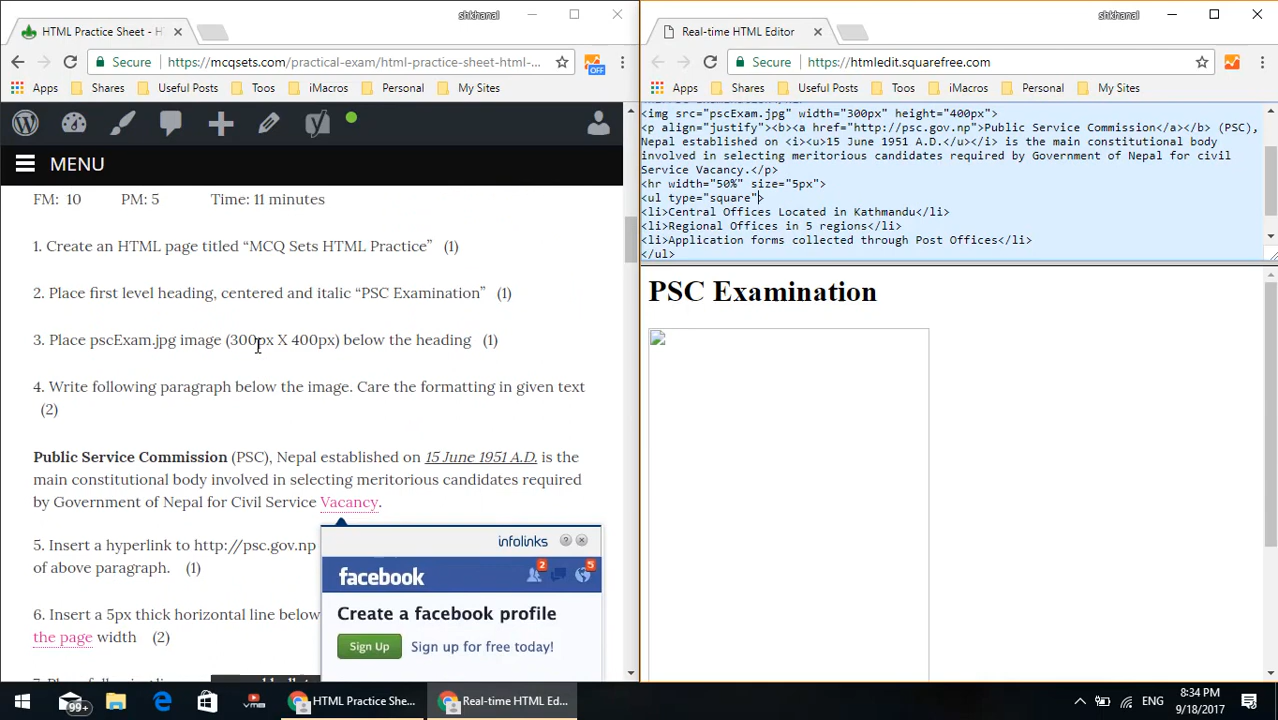 shkhanal
HTML Practice Sheet - H
Secure https://mcqsets.com/practical-exam/html-practice-sheet-html-...
OFF
Apps Shares Useful Posts Toos iMacros Personal My Sites
MENU
FM: 10 PM: 5 Time: 11 minutes
1. Create an HTML page titled “MCQ Sets HTML Practice” (1)
2. Place first level heading, centered and italic “PSC Examination” (1)
3. Place pscExam.jpg image (300px X 400px) below the heading (1)
4. Write following paragraph below the image. Care the formatting in given text
(2)
Public Service Commission (PSC), Nepal established on 15 June 1951 A.D. is the
main constitutional body involved in selecting meritorious candidates required
by Government of Nepal for Civil Service Vacancy.
5. Insert a hyperlink to http://psc.gov.np
of above paragraph. (1)
6. Insert a 5px thick horizontal line below
the page width (2)
infolinks
facebook 2 5
Create a facebook profile
Sign Up Sign up for free today!
shkhanal
Real-time HTML Editor
Secure https://htmledit.squarefree.com
Apps Shares Useful Posts Toos iMacros Personal My Sites
<img src="pscExam.jpg" width="300px" height="400px">
<p align="justify"><b><a href="http://psc.gov.np">Public Service Commission</a></b> (PSC),
Nepal established on <i><u>15 June 1951 A.D.</u></i> is the main constitutional body
involved in selecting meritorious candidates required by Government of Nepal for civil
Service Vacancy.</p>
<hr width="50%" size="5px">
<ul type="square">
<li>Central Offices Located in Kathmandu</li>
<li>Regional Offices in 5 regions</li>
<li>Application forms collected through Post Offices</li>
</ul>
PSC Examination
99+
HTML Practice She...
Real-time HTML Ed...
ENG
8:34 PM
9/18/2017